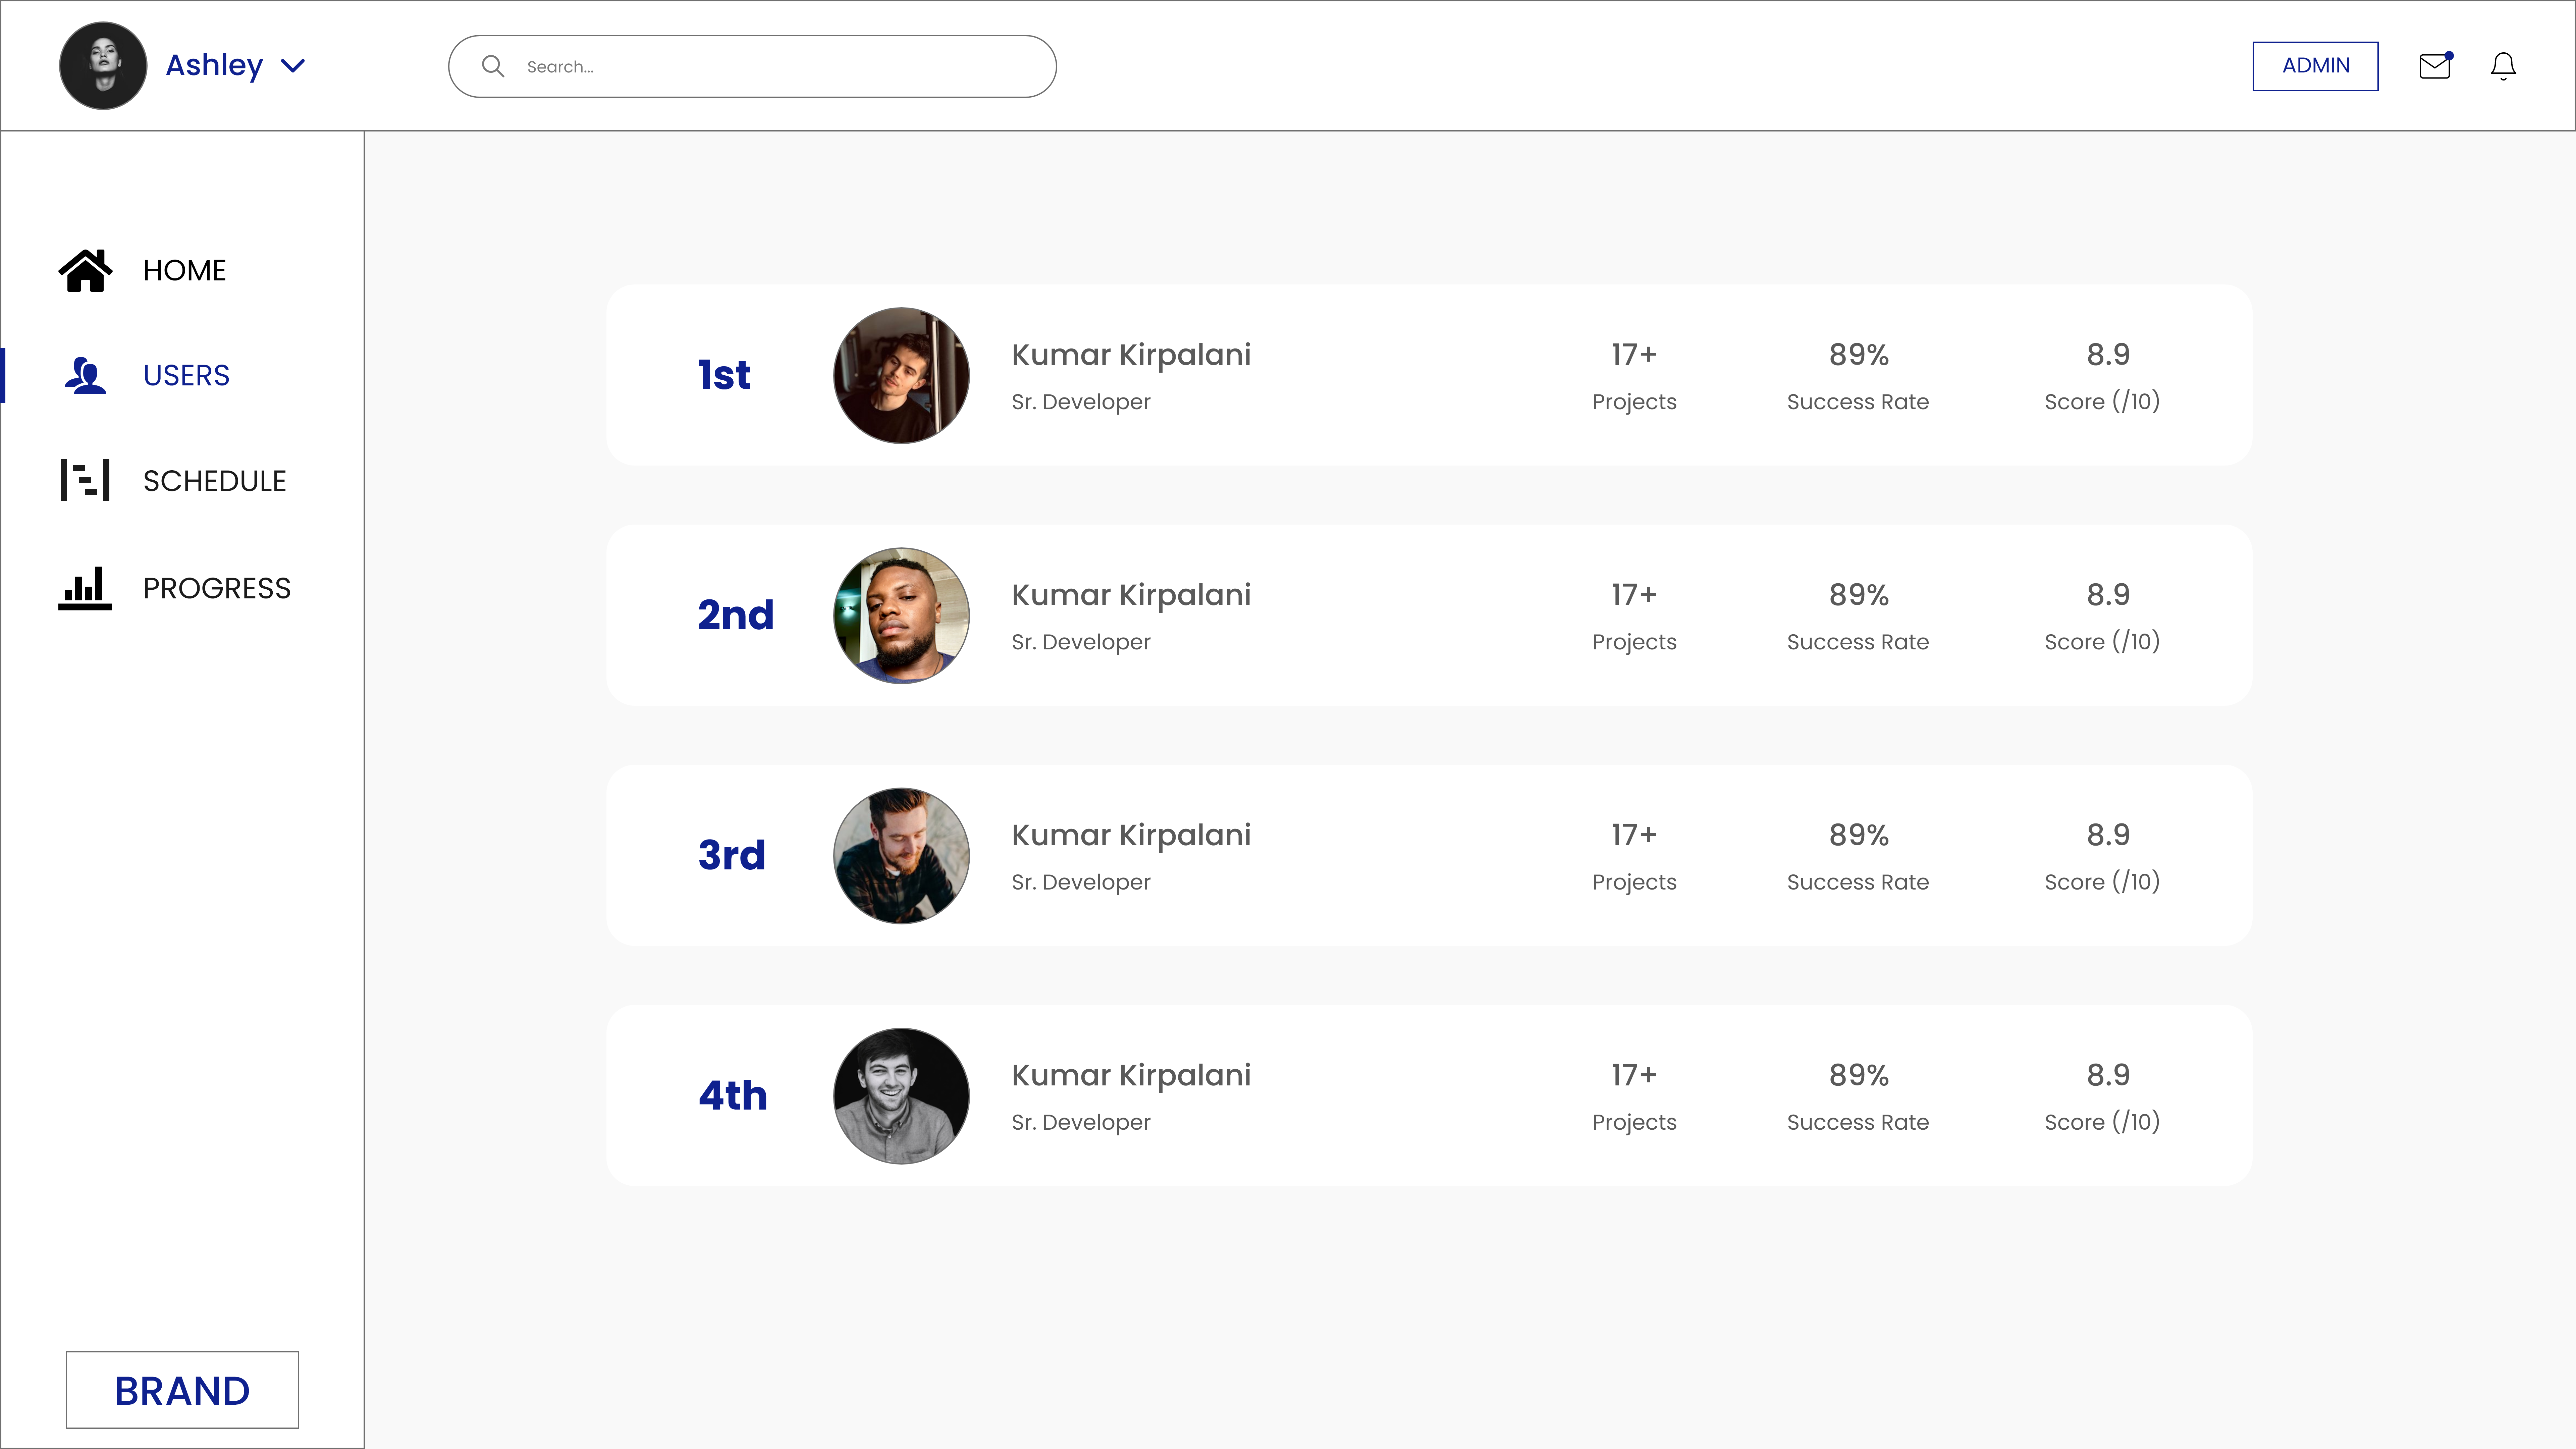 Ashley
Search...
ADMIN
HOME
USERS
SCHEDULE
PROGRESS
BRAND
1st
Kumar Kirpalani
Sr. Developer
17+
Projects
89%
Success Rate
8.9
Score (/10)
2nd
Kumar Kirpalani
Sr. Developer
17+
Projects
89%
Success Rate
8.9
Score (/10)
3rd
Kumar Kirpalani
Sr. Developer
17+
Projects
89%
Success Rate
8.9
Score (/10)
4th
Kumar Kirpalani
Sr. Developer
17+
Projects
89%
Success Rate
8.9
Score (/10)